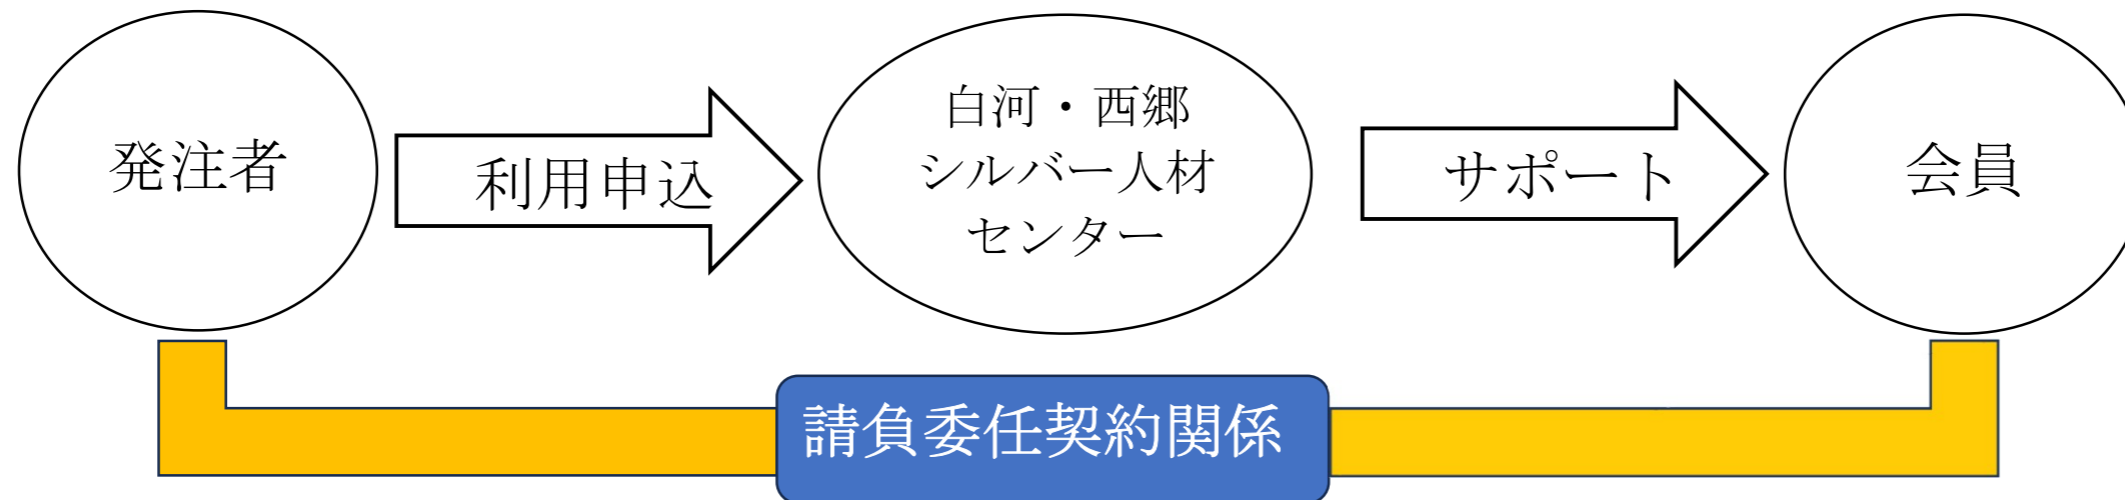 発注者
利用申込
白河・西郷
シルバー人材
センター
サポート
会員
請負委任契約関係